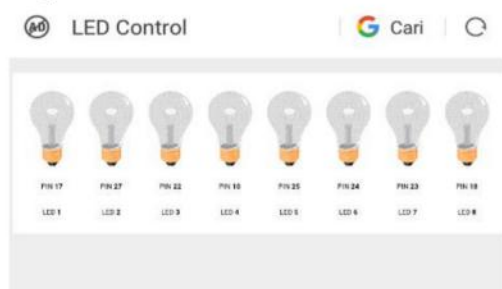 AD LED Control G Cari
PIN 17 PIN 27 PIN 22 PIN 10 PIN 25 PIN 24 PIN 23 PIN 18
LED 1 LED 2 LED 3 LED 4 LED 5 LED 6 LED 7 LED 8